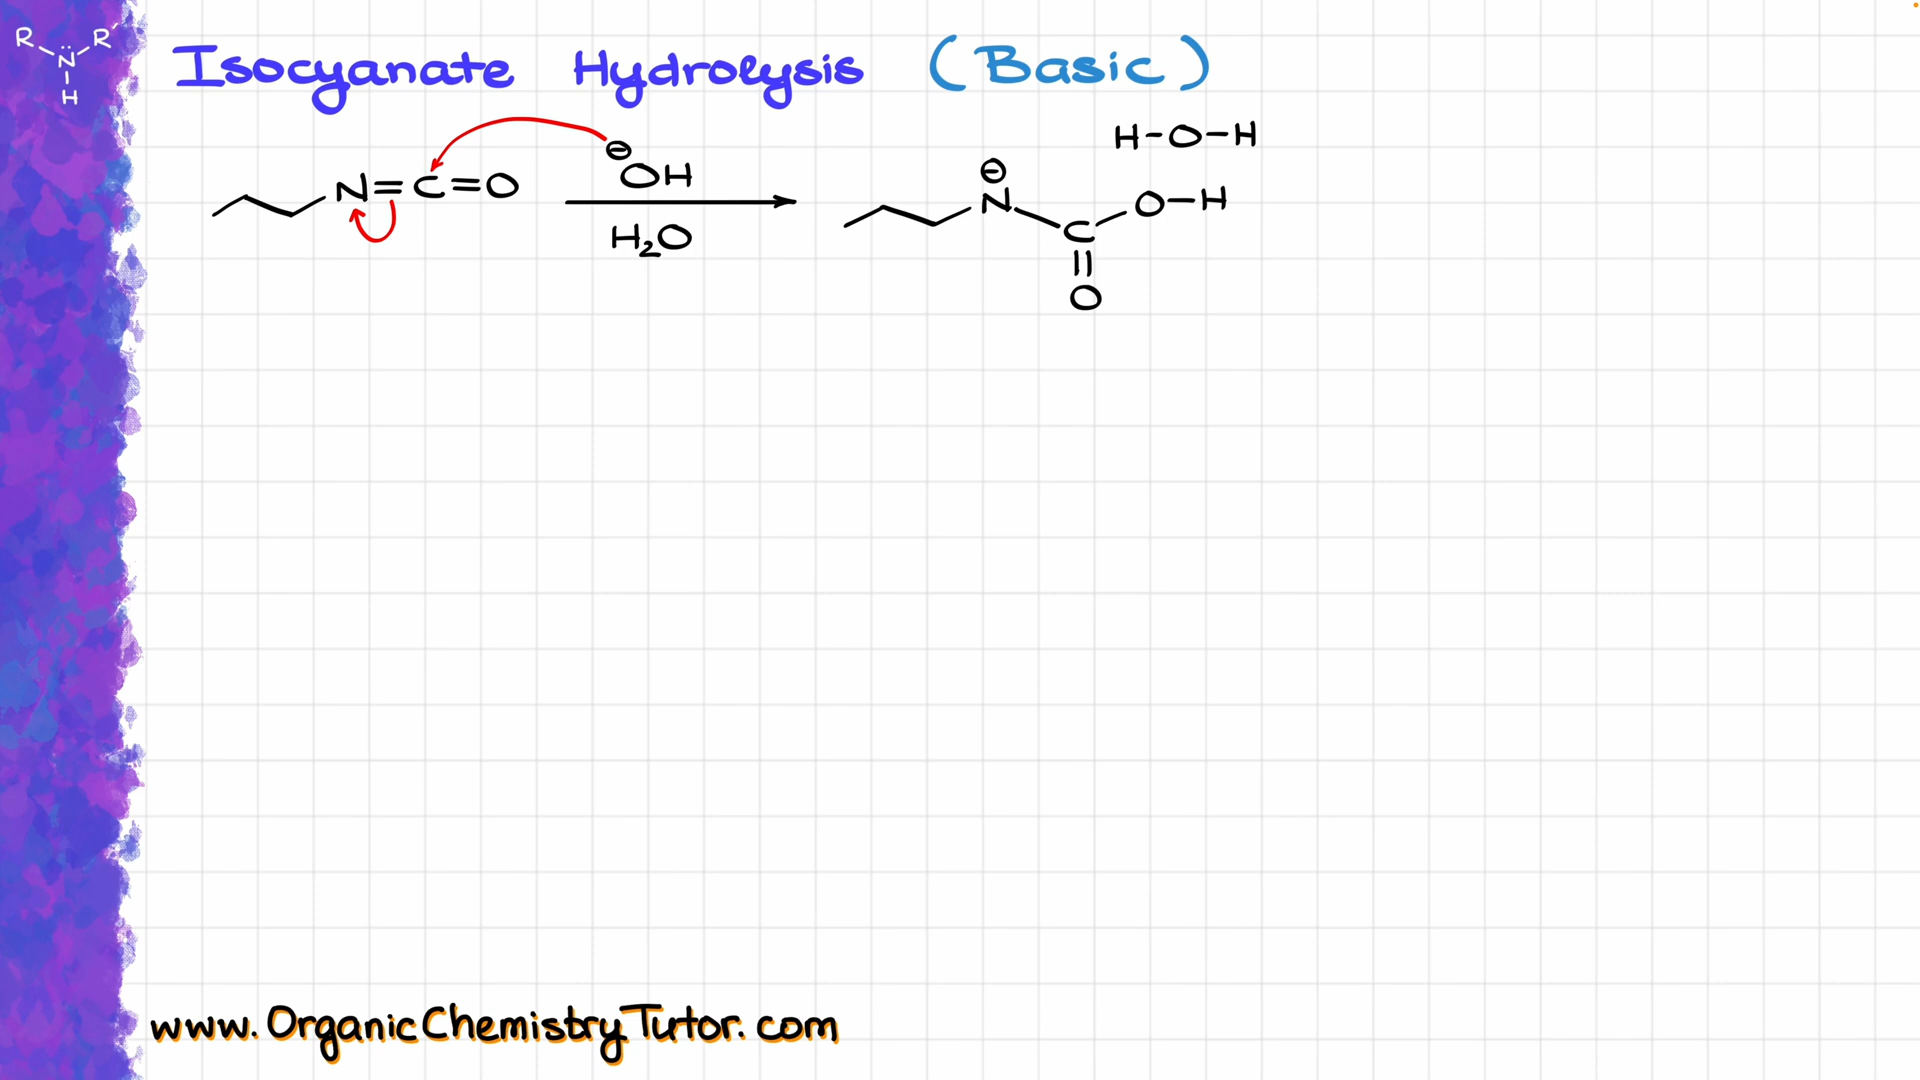 R N R'
H
Isocyanate Hydrolysis (Basic)
H-O-H
N=C=O
⊖OH
H₂O
⊖
N
C
O-H
O
www.OrganicChemistryTutor.com